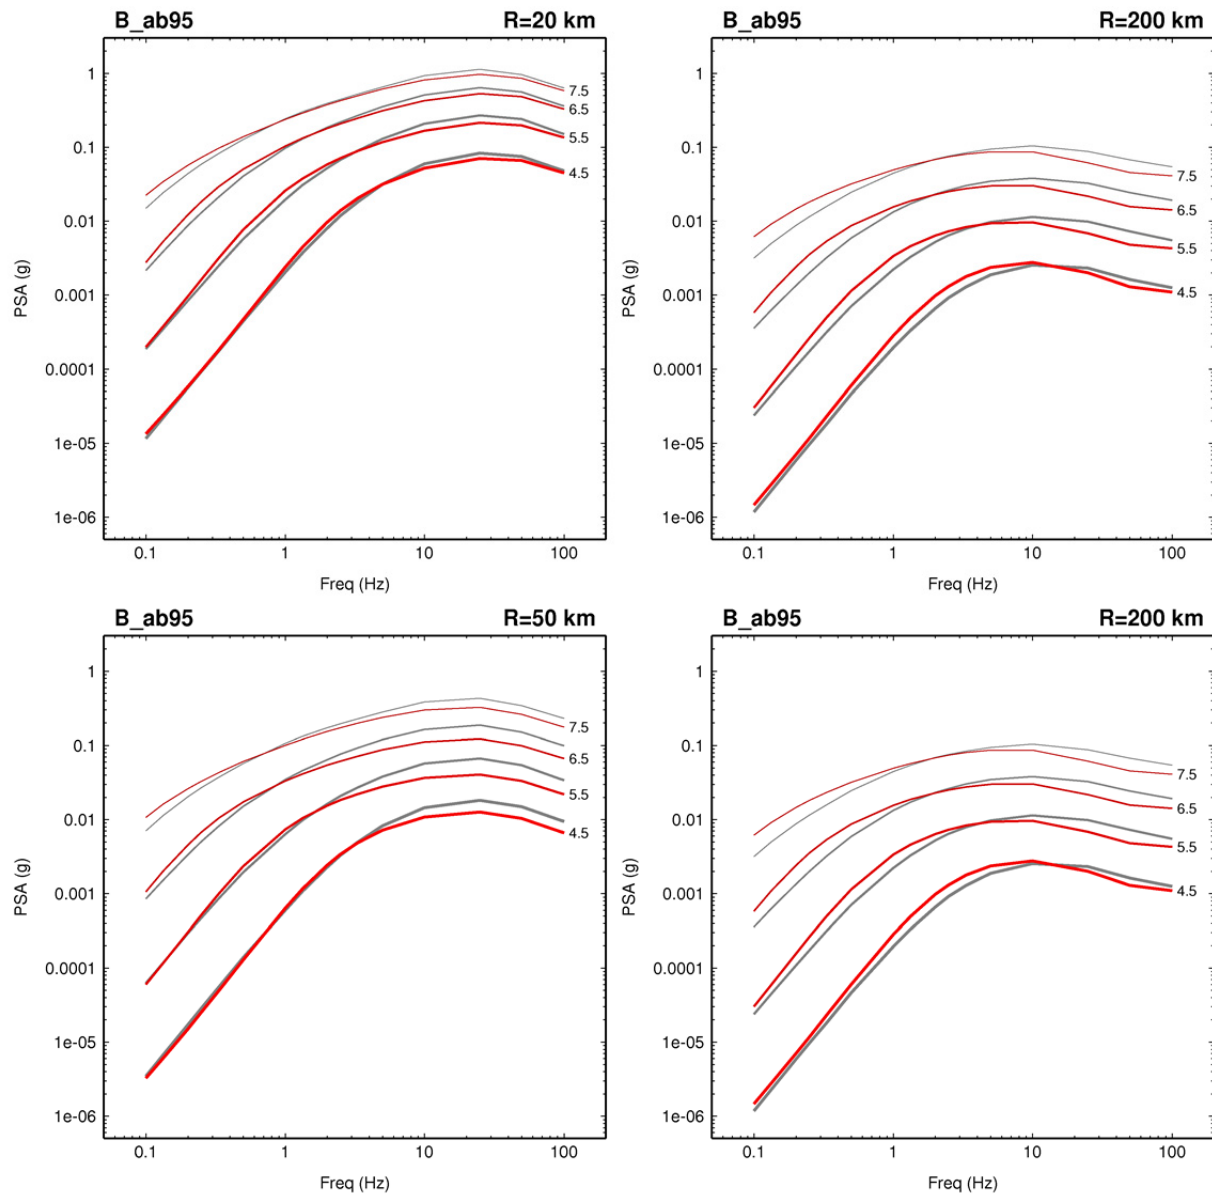 B_ab95 R=20 km
1
0.1
0.01
0.001
0.0001
1e-05
1e-06
PSA (g)
7.5
6.5
5.5
4.5
0.1 1 10 100
Freq (Hz)
B_ab95 R=200 km
1
0.1
0.01
0.001
0.0001
1e-05
1e-06
PSA (g)
7.5
6.5
5.5
4.5
0.1 1 10 100
Freq (Hz)
B_ab95 R=50 km
1
0.1
0.01
0.001
0.0001
1e-05
1e-06
PSA (g)
7.5
6.5
5.5
4.5
0.1 1 10 100
Freq (Hz)
B_ab95 R=200 km
1
0.1
0.01
0.001
0.0001
1e-05
1e-06
PSA (g)
7.5
6.5
5.5
4.5
0.1 1 10 100
Freq (Hz)